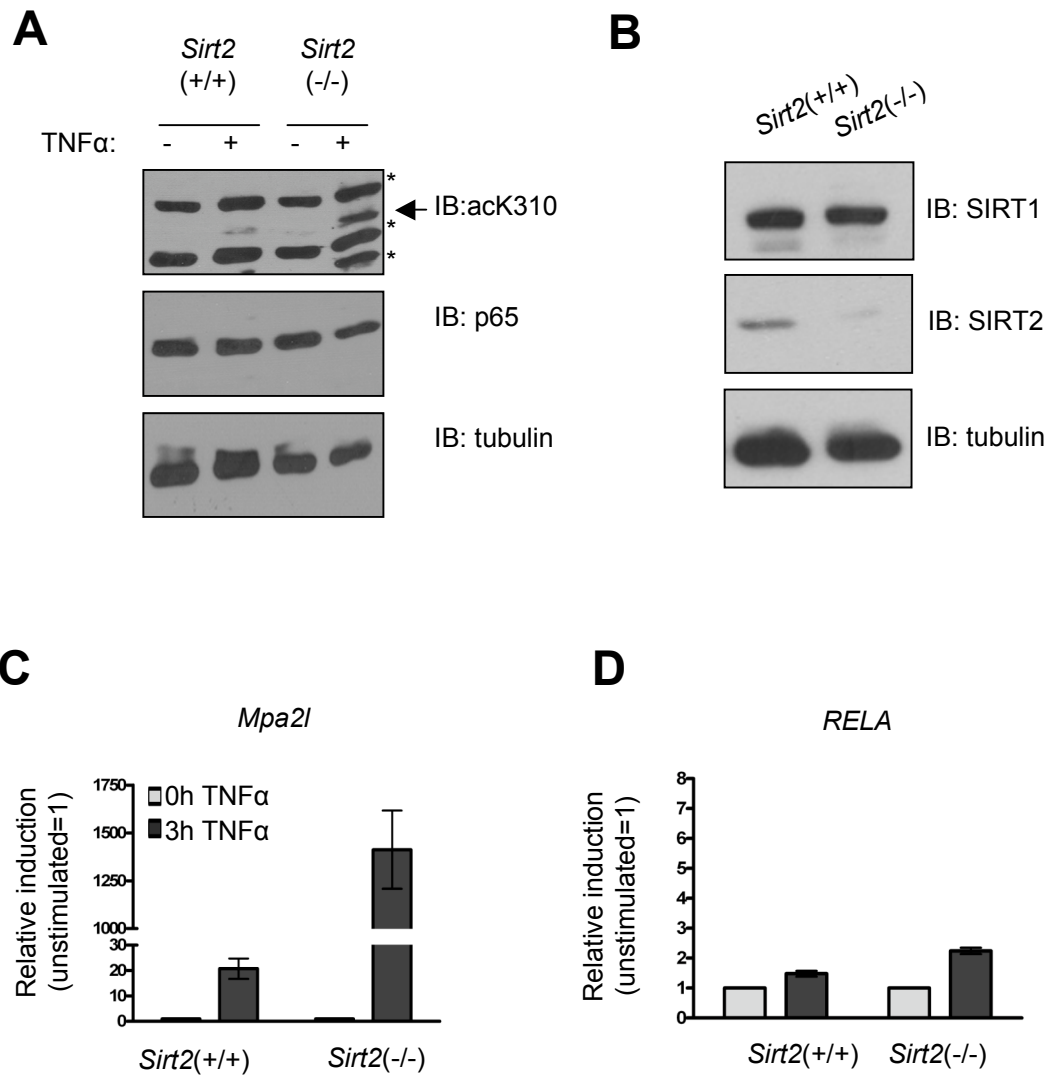 A
Sirt2 Sirt2
(+/+) (-/-)
TNFα: - + - +
*
IB:acK310
*
*
IB: p65
IB: tubulin
B
Sirt2(+/+) Sirt2(-/-)
IB: SIRT1
IB: SIRT2
IB: tubulin
C
Mpa2l
Relative induction
(unstimulated=1)
1750
1500
1250
1000
30
20
10
0
0h TNFα
3h TNFα
Sirt2(+/+) Sirt2(-/-)
D
RELA
Relative induction
(unstimulated=1)
8
7
6
5
4
3
2
1
0
Sirt2(+/+) Sirt2(-/-)